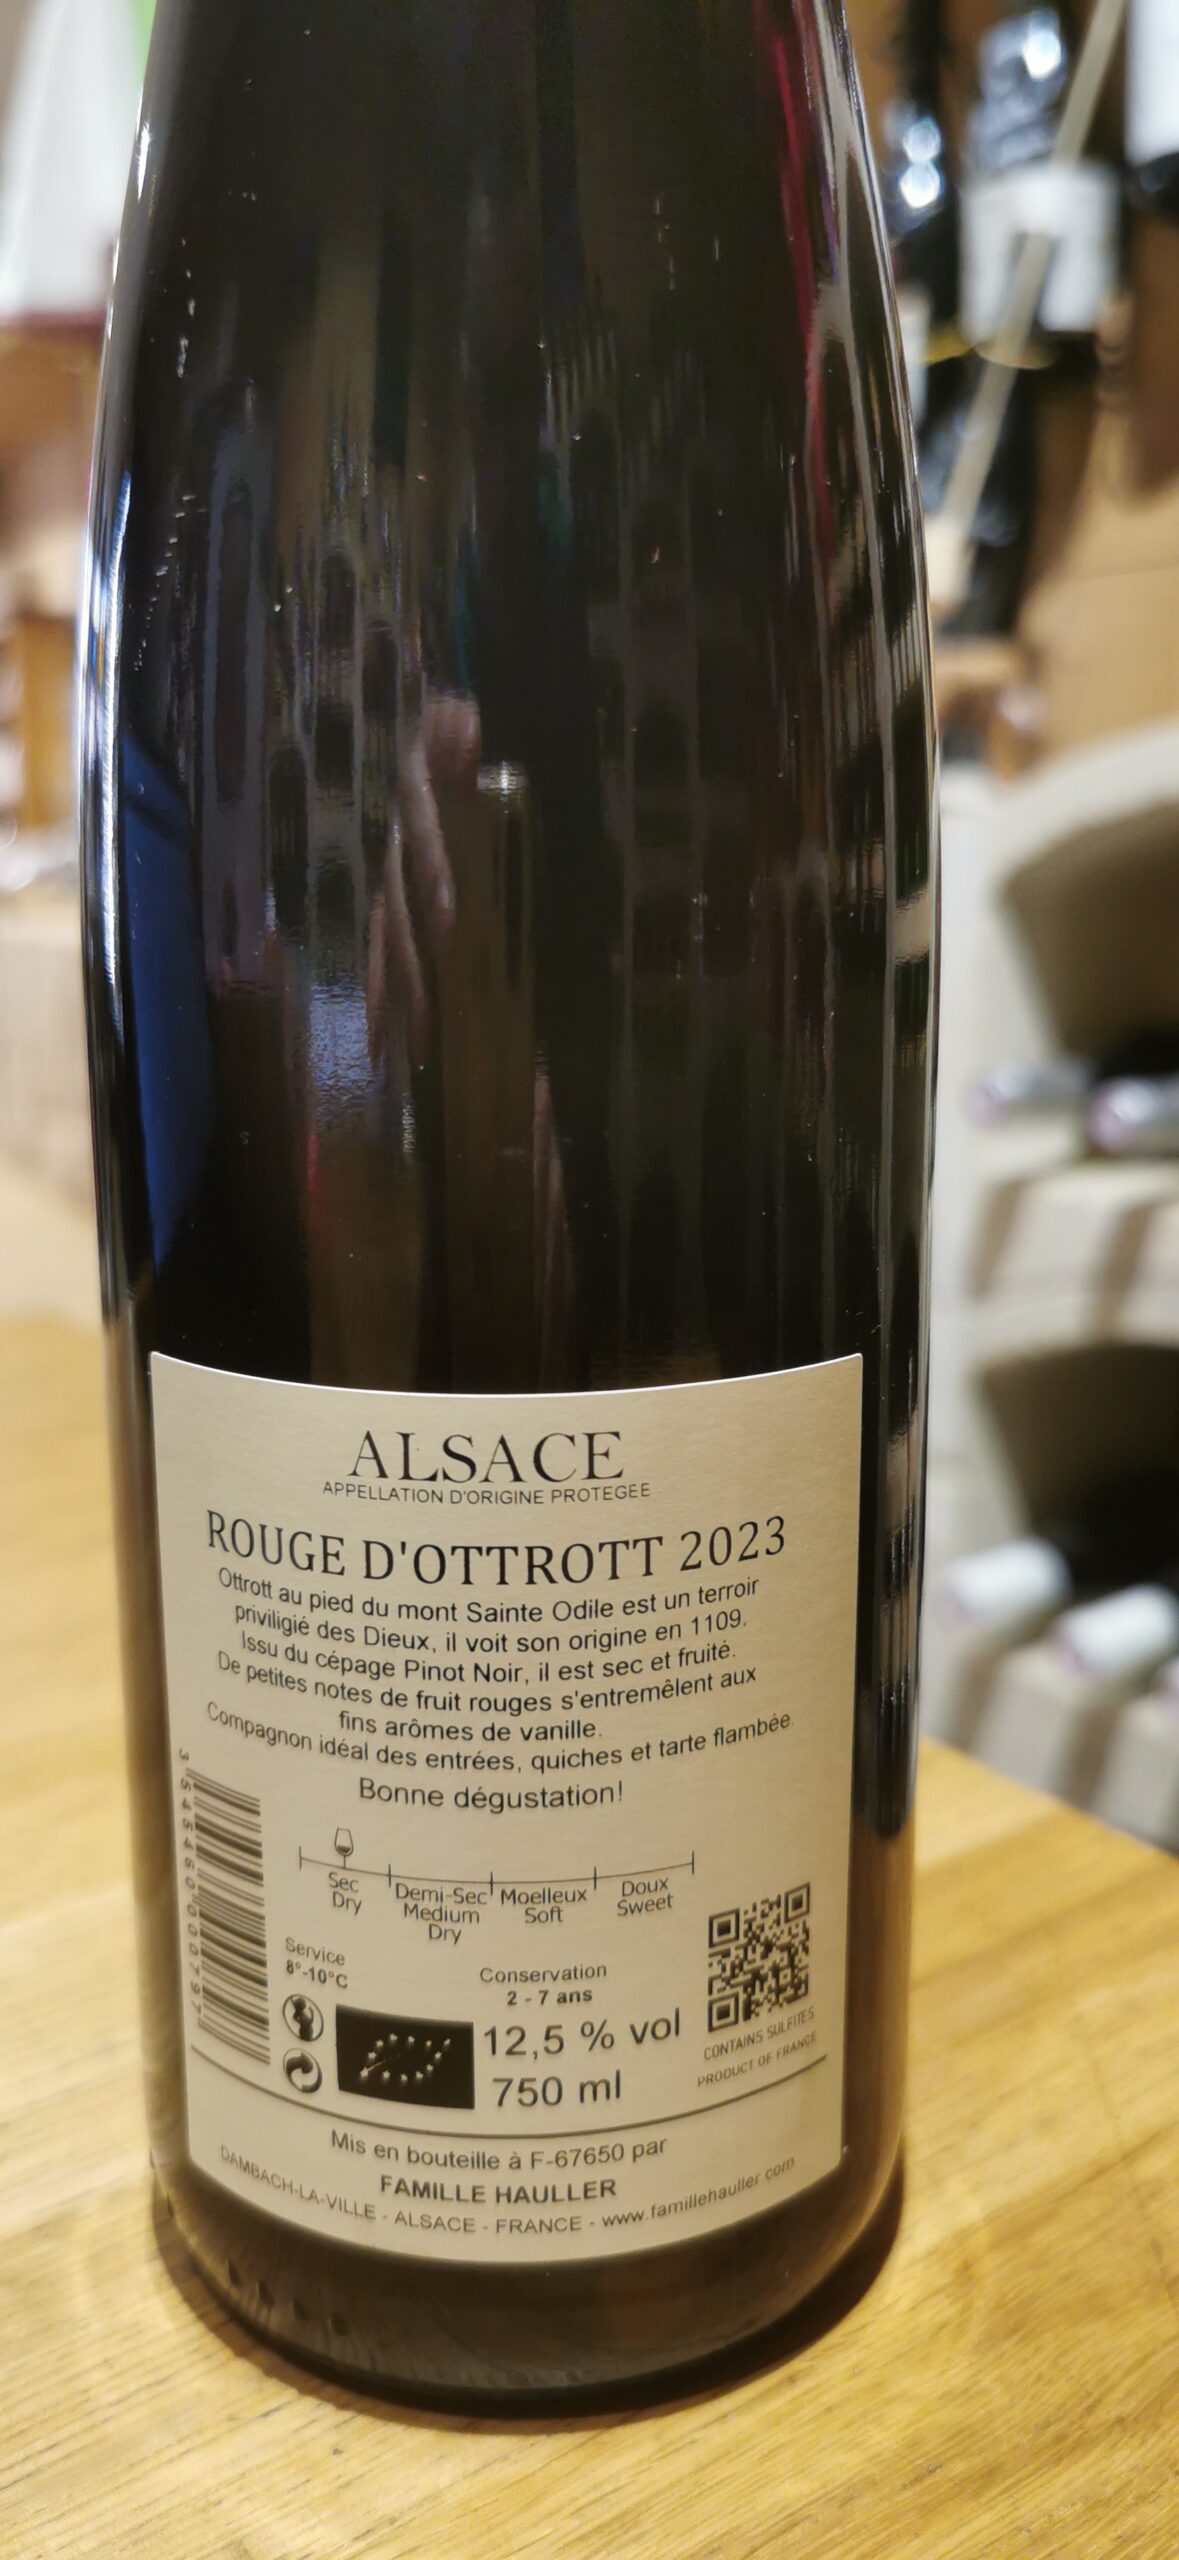 ALSACE
APPELLATION D'ORIGINE PROTEGEE
ROUGE D'OTTROTT 2023
Ottrott au pied du mont Sainte Odile est un terroir
priviligié des Dieux, il voit son origine en 1109.
Issu du cépage Pinot Noir, il est sec et fruité.
De petites notes de fruit rouges s'entremêlent aux
fins arômes de vanille.
Compagnon idéal des entrées, quiches et tarte flambée.
Bonne dégustation!
Sec
Dry
Demi-Sec
Medium
Dry
Moelleux
Soft
Doux
Sweet
Service
8°-10°C
Conservation
2 - 7 ans
12,5 % vol
750 ml
CONTAINS SULFITES
PRODUCT OF FRANCE
Mis en bouteille à F-67650 par
FAMILLE HAULLER
DAMBACH-LA-VILLE - ALSACE - FRANCE - www.famillehauller.com